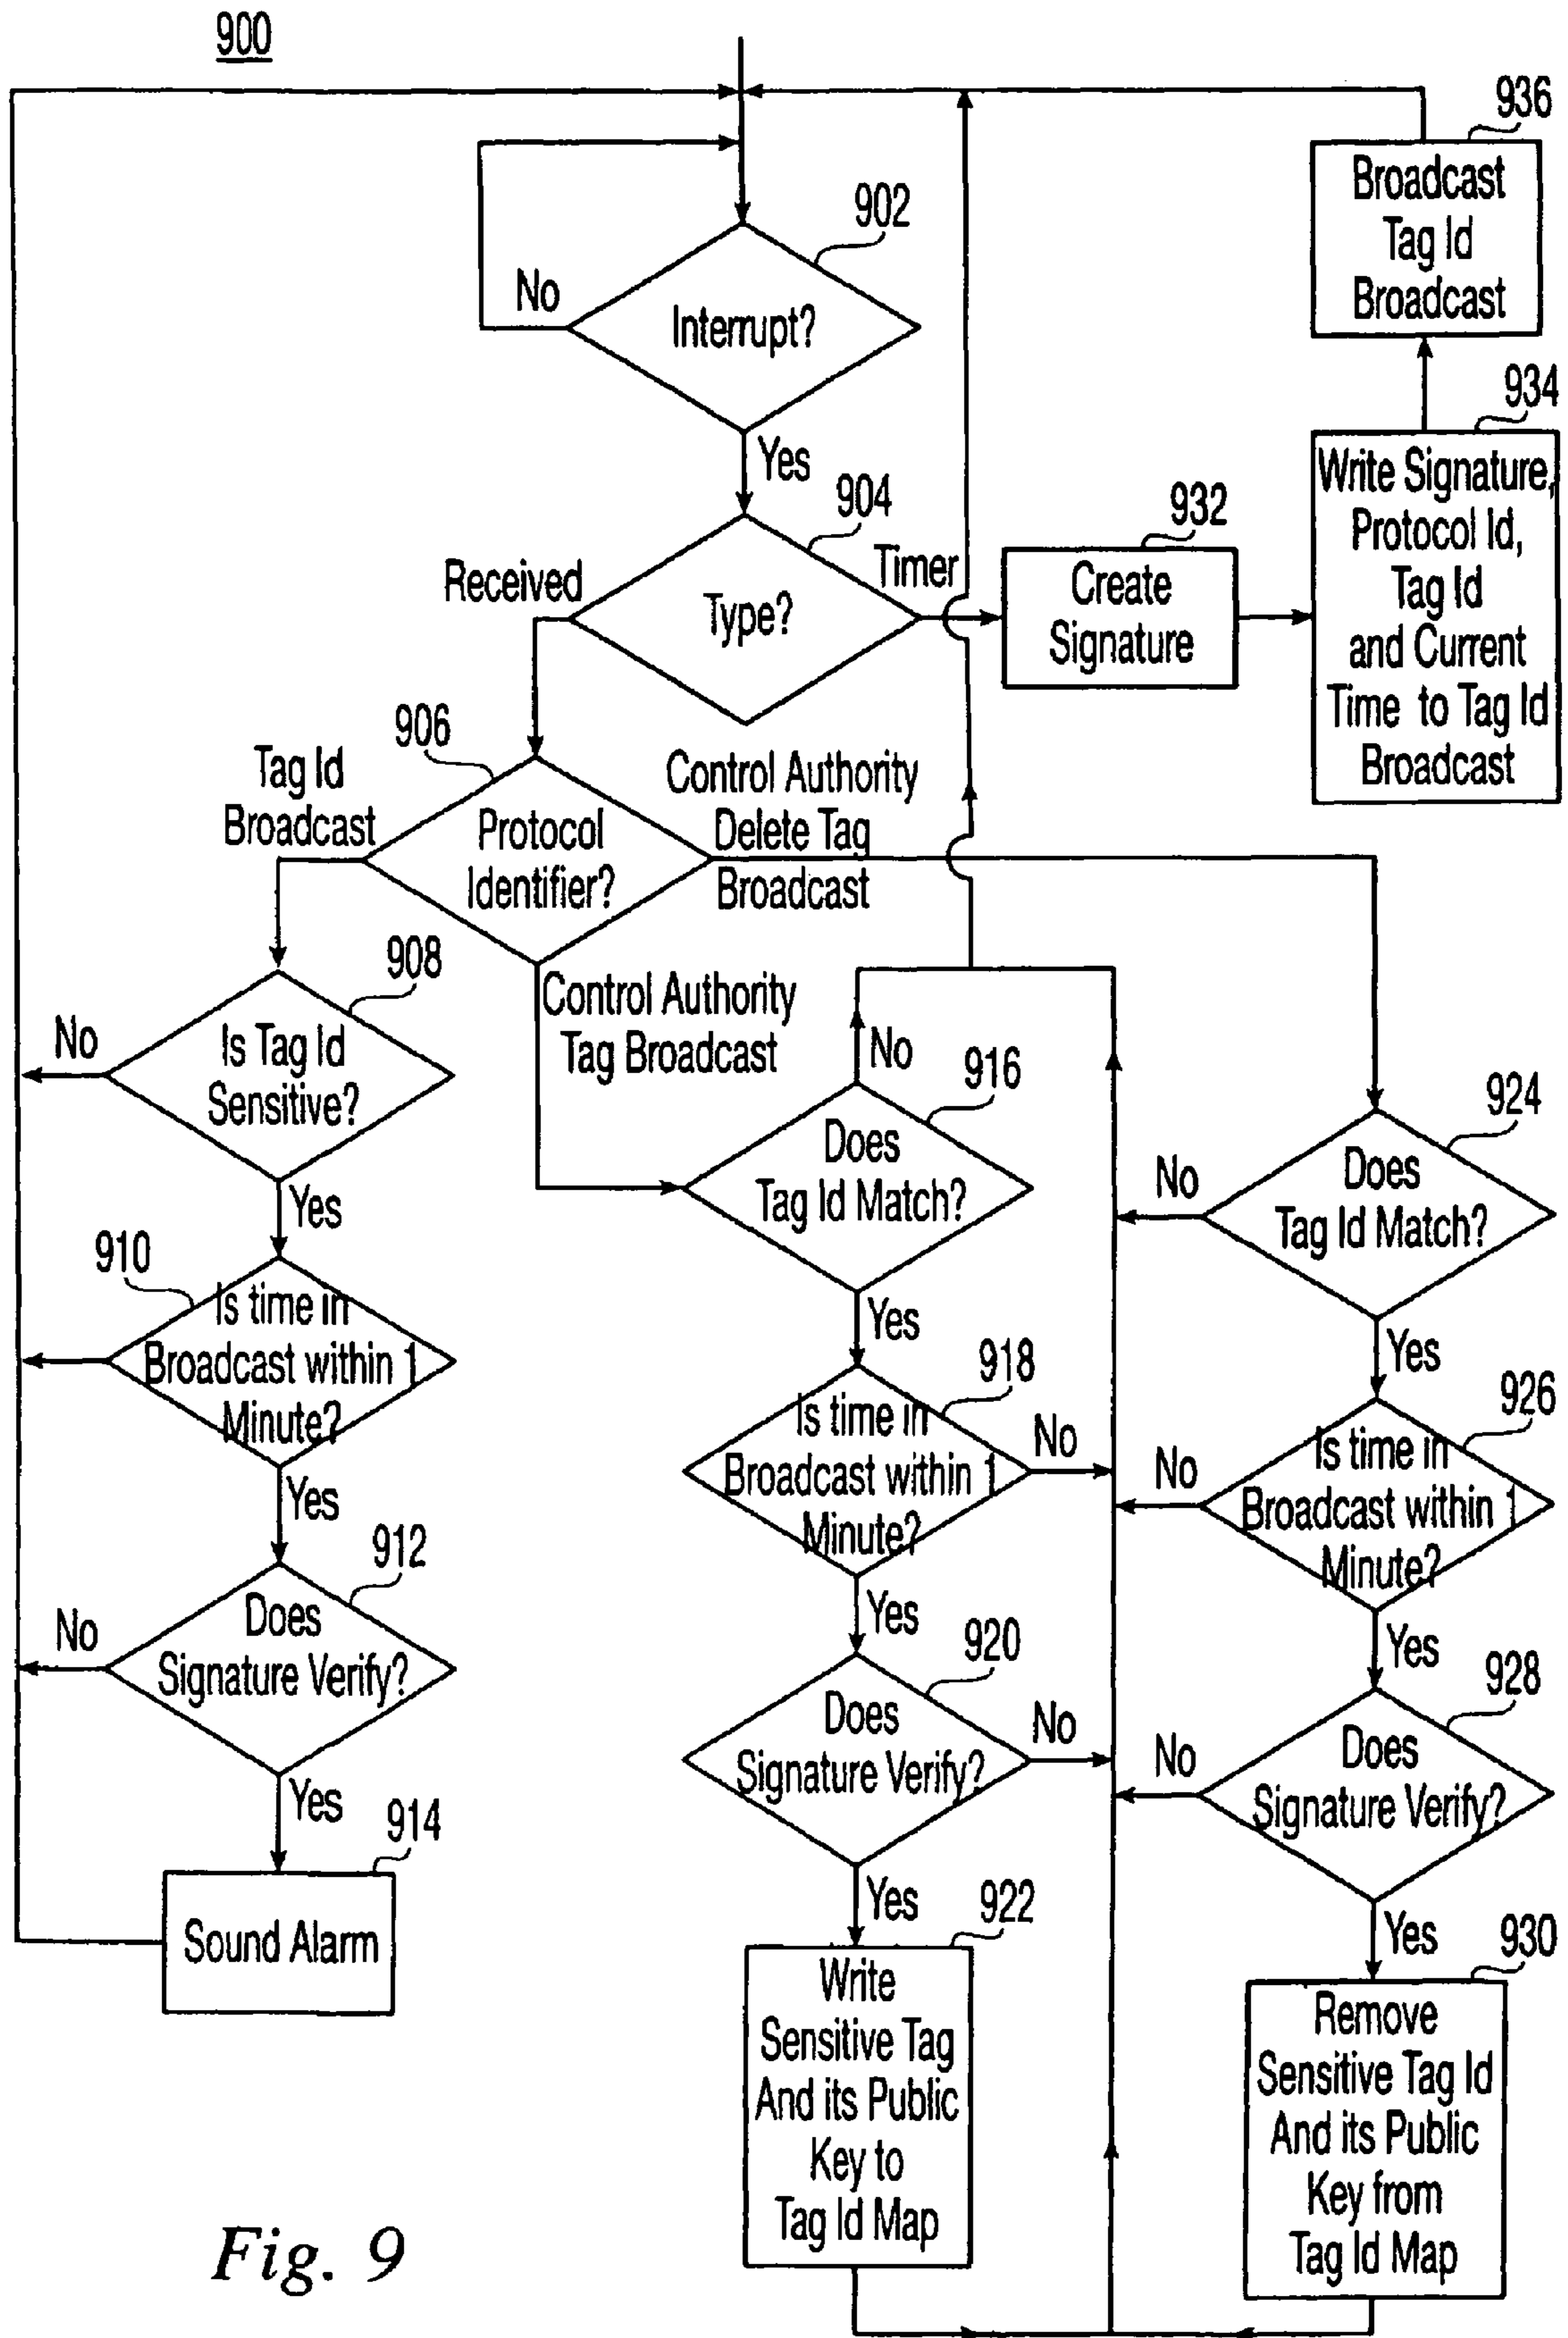 900
936
Broadcast
Tag Id
Broadcast
902
No
Interrupt?
Yes
934
Write Signature,
Protocol Id,
Tag Id
and Current
Time to Tag Id
Broadcast
904
Received
Type?
Timer
932
Create
Signature
906
Tag Id
Broadcast
Protocol
Identifier?
Control Authority
Delete Tag
Broadcast
Control Authority
Tag Broadcast
908
No
Is Tag Id
Sensitive?
Yes
910
Is time in
Broadcast within 1
Minute?
Yes
912
No
Does
Signature Verify?
Yes
914
Sound Alarm
No
916
Does
Tag Id Match?
Yes
918
Is time in
Broadcast within 1
Minute?
No
Yes
920
Does
Signature Verify?
No
Yes
922
Write
Sensitive Tag
And its Public
Key to
Tag Id Map
924
No
Does
Tag Id Match?
Yes
926
No
Is time in
Broadcast within 1
Minute?
Yes
928
No
Does
Signature Verify?
Yes
930
Remove
Sensitive Tag Id
And its Public
Key from
Tag Id Map
Fig. 9